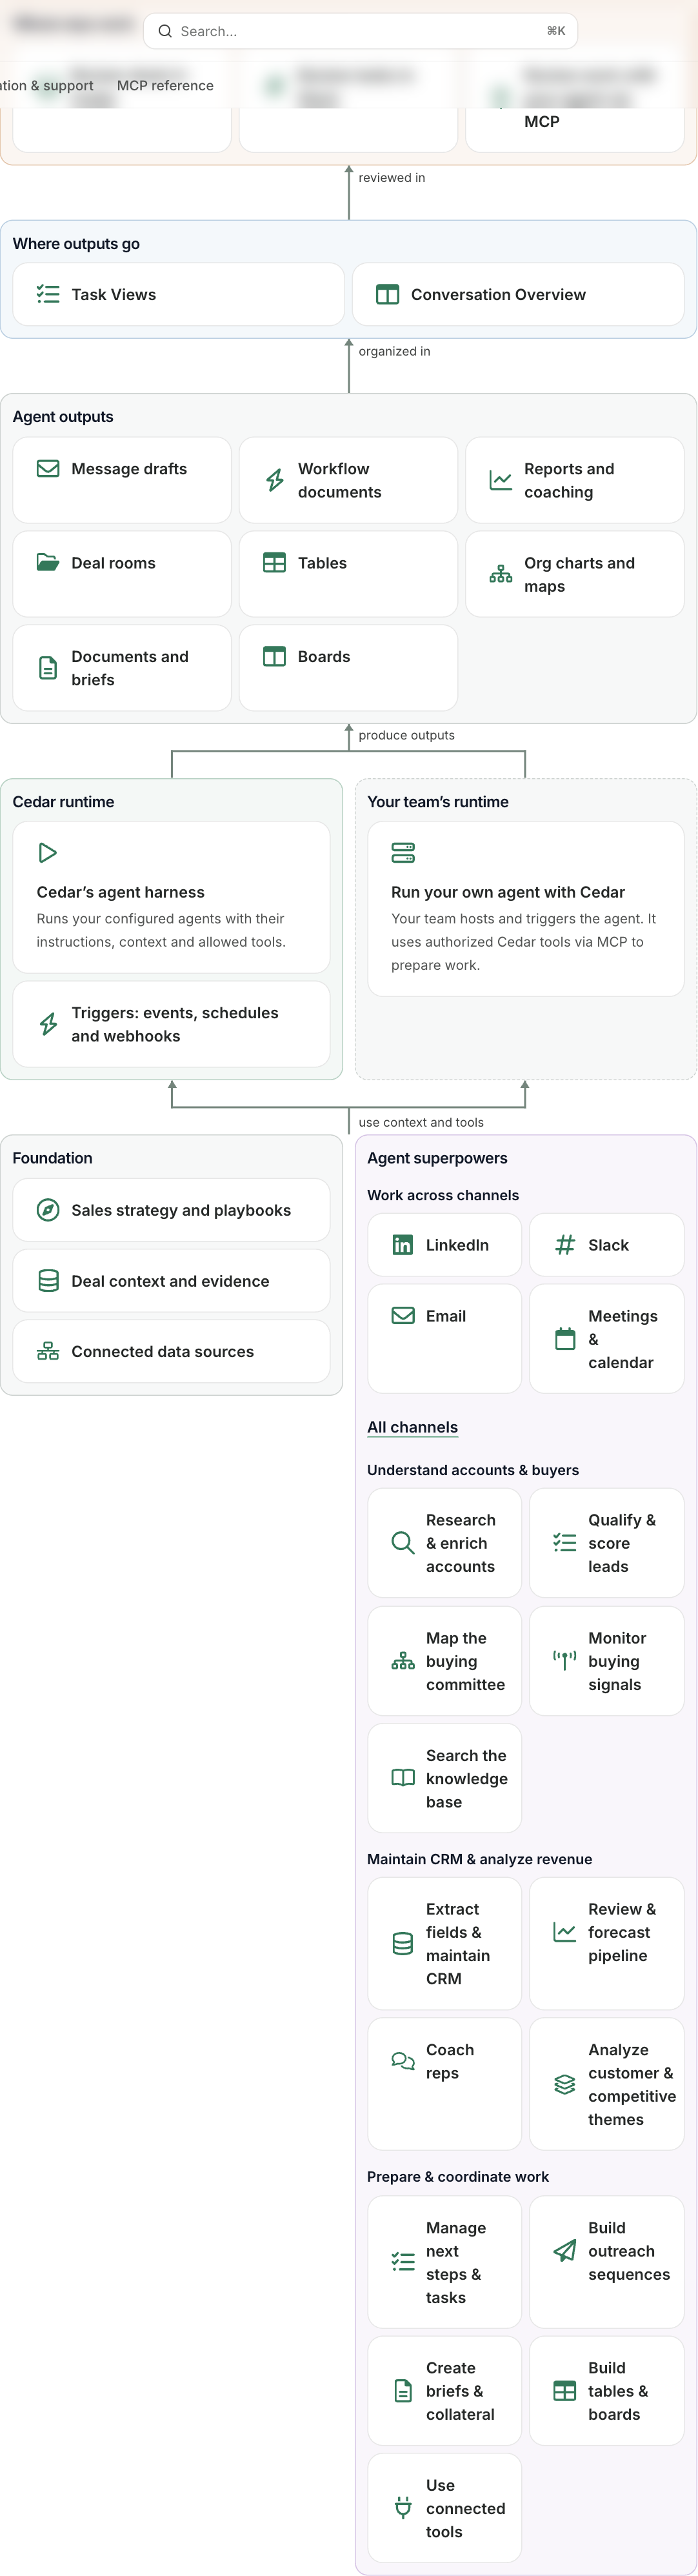 Search...
⌘K
tion & support
MCP reference
MCP
reviewed in
Where outputs go
Task Views
Conversation Overview
organized in
Agent outputs
Message drafts
Workflow
documents
Reports and
coaching
Deal rooms
Tables
Org charts and
maps
Documents and
briefs
Boards
produce outputs
Cedar runtime
Cedar’s agent harness
Runs your configured agents with their
instructions, context and allowed tools.
Triggers: events, schedules
and webhooks
Your team’s runtime
Run your own agent with Cedar
Your team hosts and triggers the agent. It
uses authorized Cedar tools via MCP to
prepare work.
use context and tools
Foundation
Sales strategy and playbooks
Deal context and evidence
Connected data sources
Agent superpowers
Work across channels
LinkedIn
Slack
Email
Meetings
&
calendar
All channels
Understand accounts & buyers
Research
& enrich
accounts
Qualify &
score
leads
Map the
buying
committee
Monitor
buying
signals
Search the
knowledge
base
Maintain CRM & analyze revenue
Extract
fields &
maintain
CRM
Review &
forecast
pipeline
Coach
reps
Analyze
customer &
competitive
themes
Prepare & coordinate work
Manage
next
steps &
tasks
Build
outreach
sequences
Create
briefs &
collateral
Build
tables &
boards
Use
connected
tools